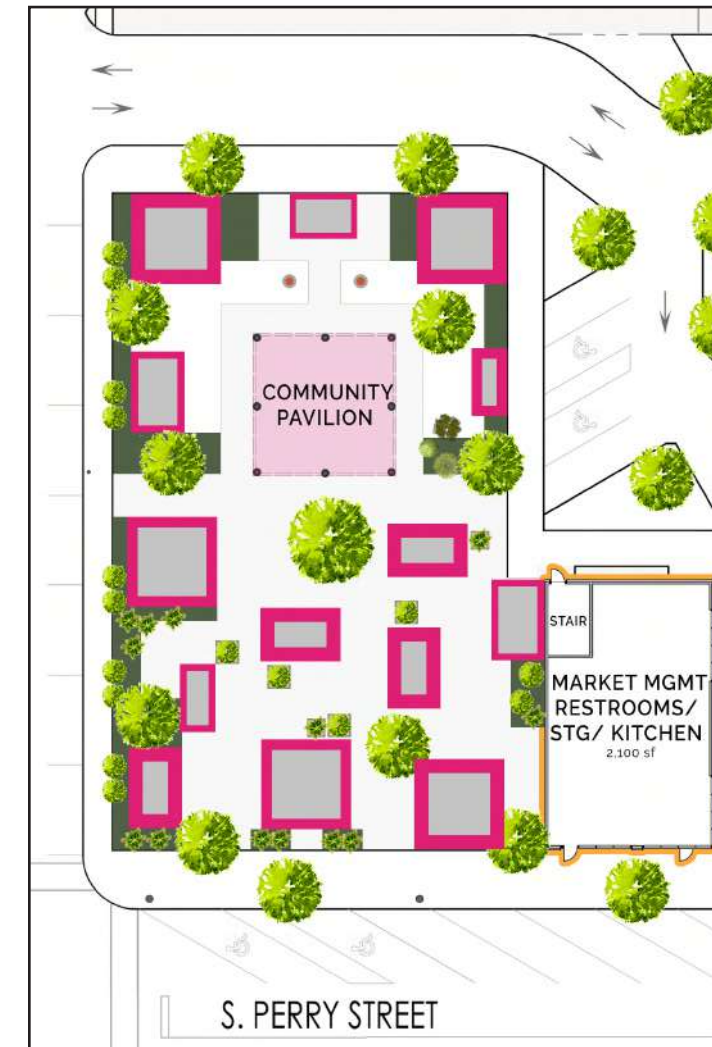 COMMUNITY
PAVILION
STAIR
MARKET MGMT
RESTROOMS/
STG/ KITCHEN
2,100 sf
S. PERRY STREET